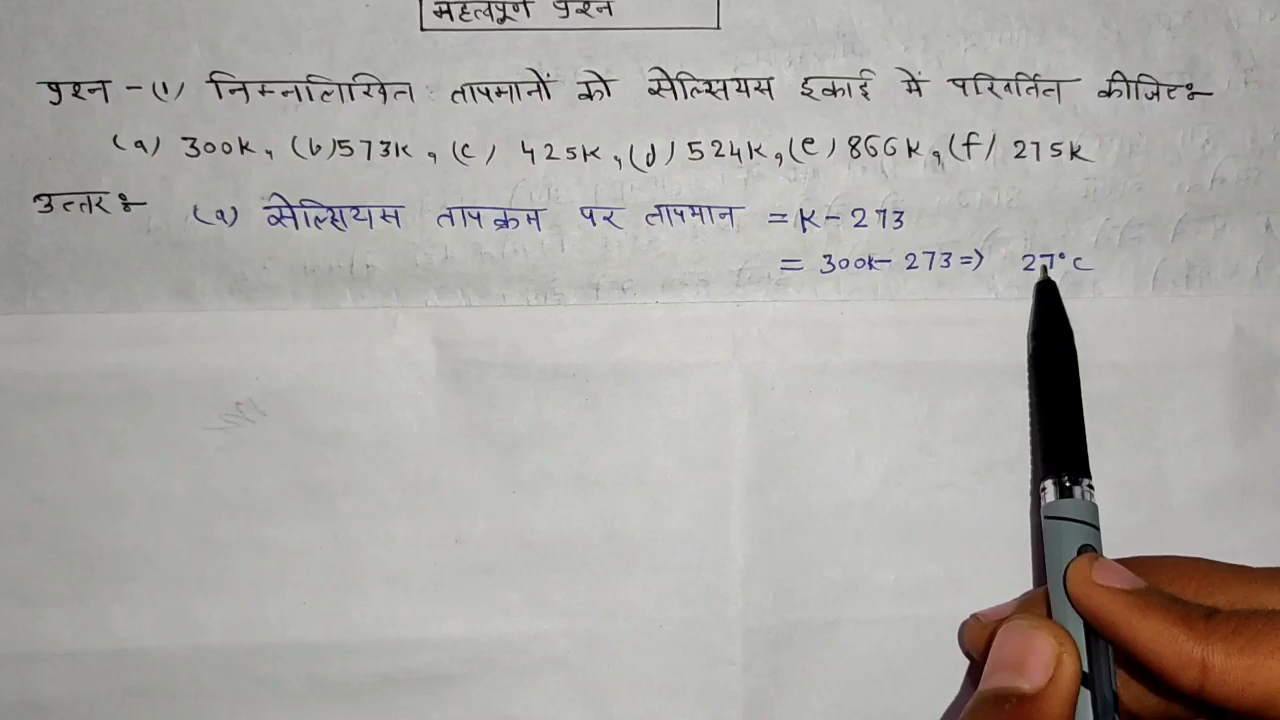 महत्वपूर्ण प्रश्न
प्रश्न -(1) निम्नलिखित तापमानों को सेल्सियस इकाई में परिवर्तित कीजिए:-
(a) 300K, (b) 573K, (c) 425K, (d) 524K, (e) 866K, (f) 275K
उत्तर:- (a) सेल्सियस तापक्रम पर तापमान = K - 273
= 300K - 273 => 27°C